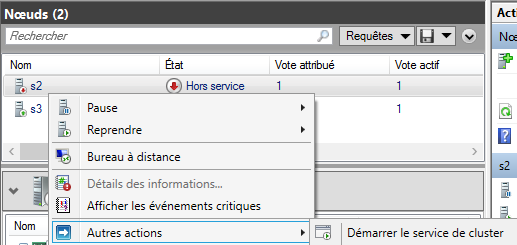 Nœuds (2)
Acti
Rechercher
Requêtes
Nœ
Nom État Vote attribué Vote actif
s2 Hors service 1 1
s3 1
Pause
Reprendre
Bureau à distance
Détails des informations...
s2
Afficher les événements critiques
Autres actions
Démarrer le service de cluster